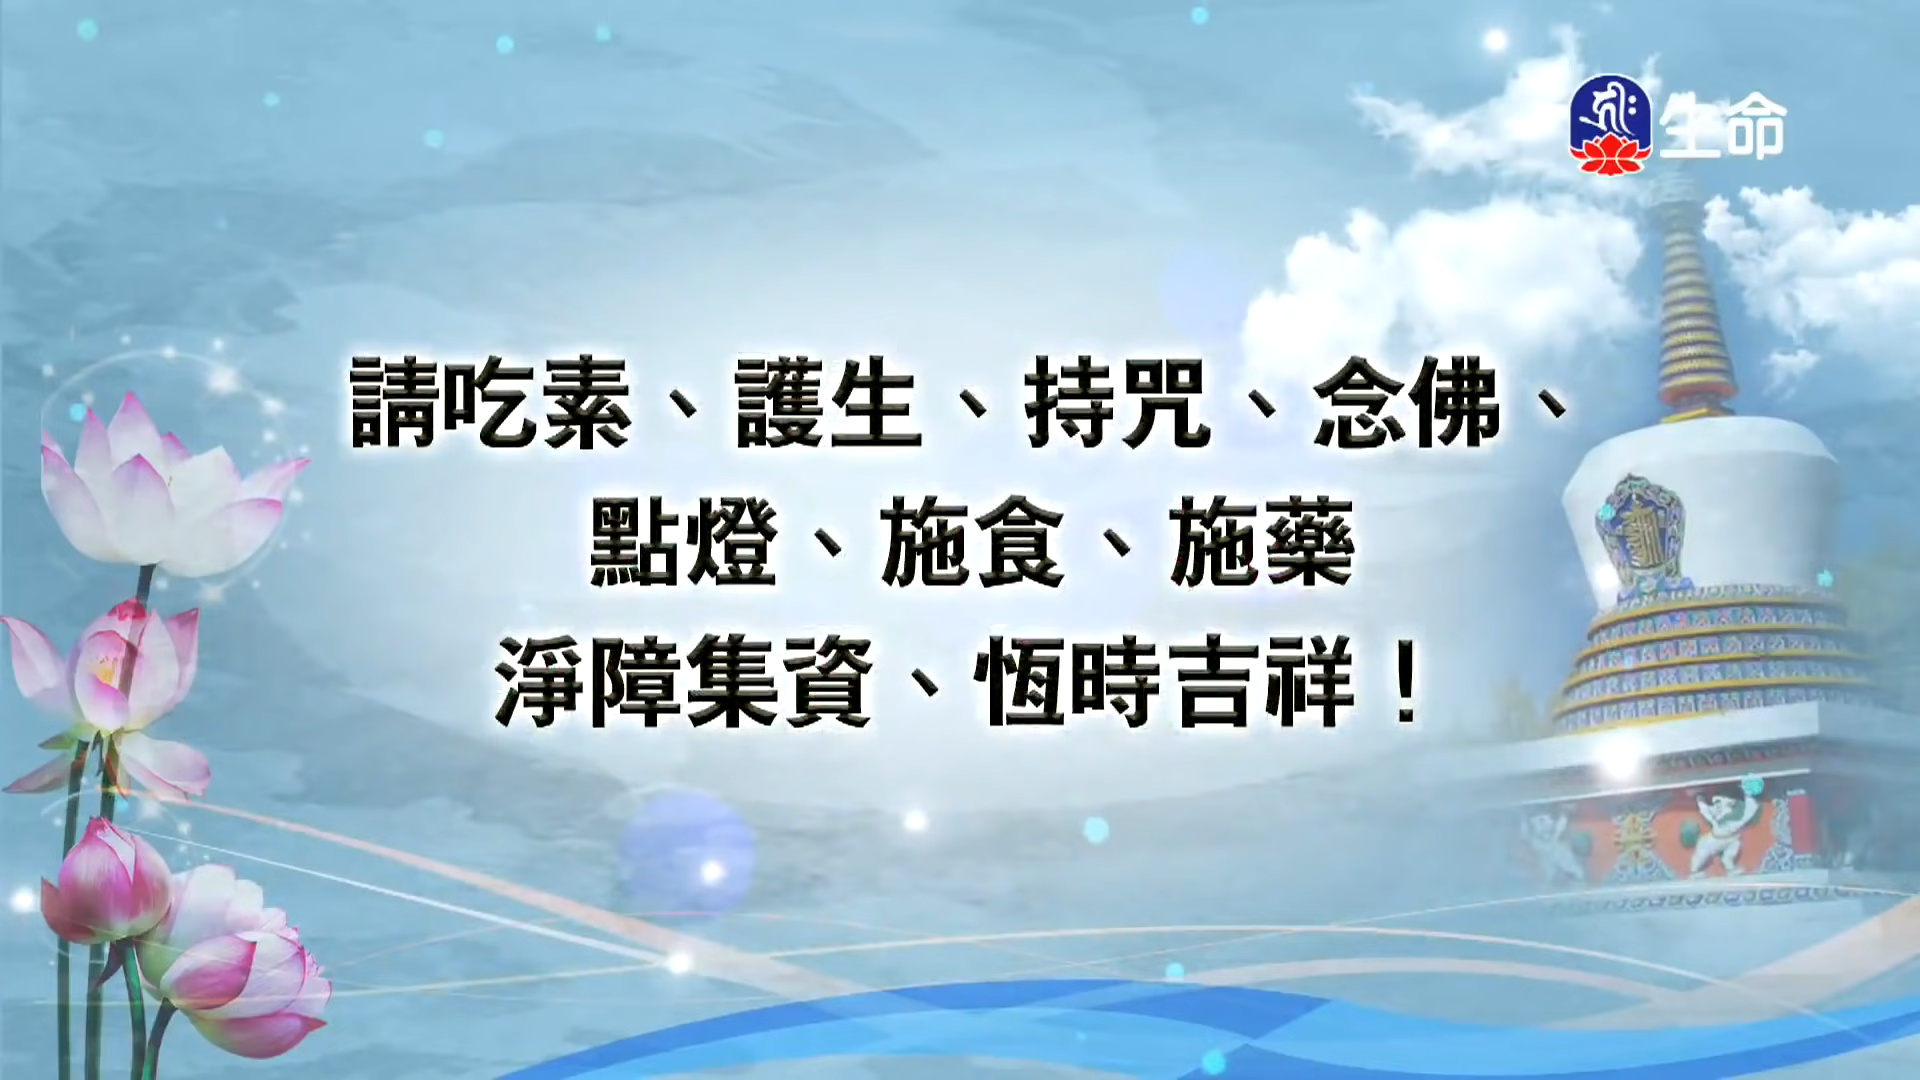 生命
請吃素、護生、持咒、念佛、
點燈、施食、施藥
淨障集資、恆時吉祥！